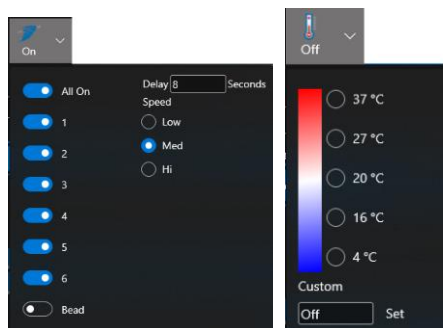 On
All On
1
2
3
4
5
6
Bead
Delay 8 Seconds
Speed
Low
Med
Hi
Off
37 °C
27 °C
20 °C
16 °C
4 °C
Custom
Off Set